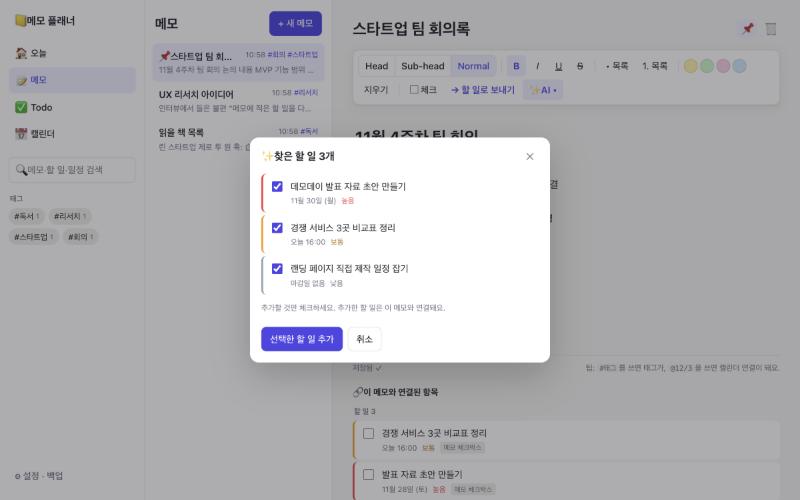 메모 플래너
오늘
메모
Todo
캘린더
메모·할 일·일정 검색
태그
#독서 1 #리서치 1
#스타트업 1 #회의 1
설정 · 백업
메모
+ 새 메모
스타트업 팀 회... 10:58 #회의 #스타트업
11월 4주차 팀 회의 논의 내용 MVP 기능 범위 ...
UX 리서치 아이디어 10:58 #리서치
인터뷰에서 들은 불편 "메모에 적은 할 일을 다...
읽을 책 목록 10:58 #독서
린 스타트업 제로 투 원 훅:
스타트업 팀 회의록
Head Sub-head Normal B I U S • 목록 1. 목록
지우기 체크 → 할 일로 보내기 ✨AI
11월 4주차 팀 회의
✨찾은 할 일 3개
데모데이 발표 자료 초안 만들기
11월 30일 (월) 높음
경쟁 서비스 3곳 비교표 정리
오늘 16:00 보통
랜딩 페이지 직접 제작 일정 잡기
마감일 없음 낮음
추가할 것만 체크하세요. 추가한 할 일은 이 메모와 연결돼요.
선택한 할 일 추가 취소
저장됨 ✓
팁: #태그 를 쓰면 태그가, @12/3 을 쓰면 캘린더 연결이 돼요.
이 메모와 연결된 항목
할 일 3
경쟁 서비스 3곳 비교표 정리
오늘 16:00 보통 메모 체크박스
발표 자료 초안 만들기
11월 28일 (토) 높음 메모 체크박스